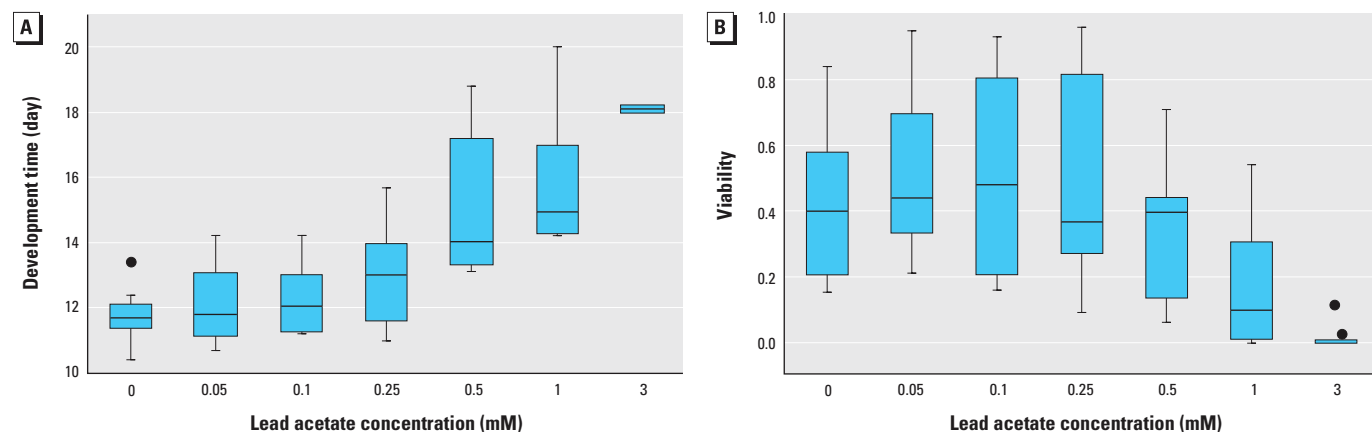 A
Development time (day)
20
18
16
14
12
10
0 0.05 0.1 0.25 0.5 1 3
Lead acetate concentration (mM)
B
Viability
1.0
0.8
0.6
0.4
0.2
0.0
0 0.05 0.1 0.25 0.5 1 3
Lead acetate concentration (mM)